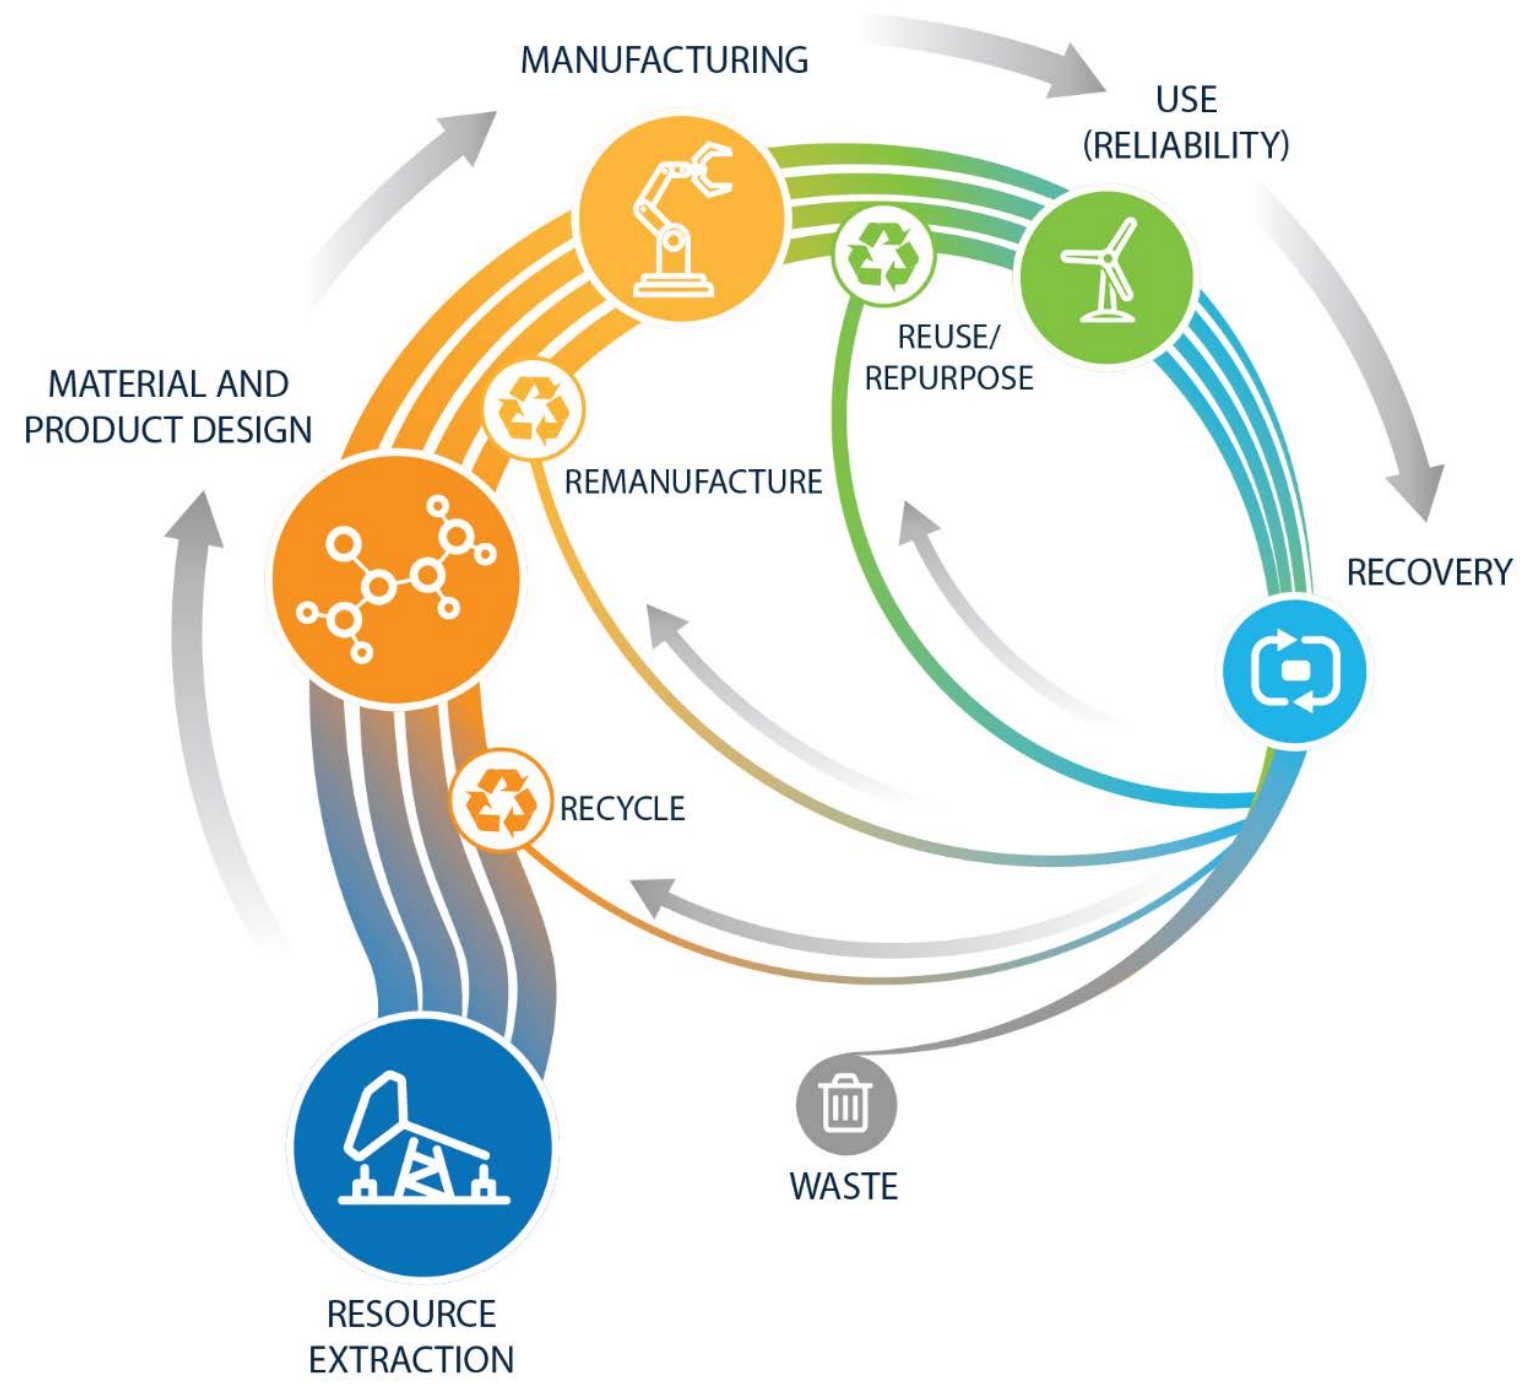 MANUFACTURING
USE
(RELIABILITY)
REUSE/
REPURPOSE
MATERIAL AND
PRODUCT DESIGN
REMANUFACTURE
RECOVERY
RECYCLE
WASTE
RESOURCE
EXTRACTION